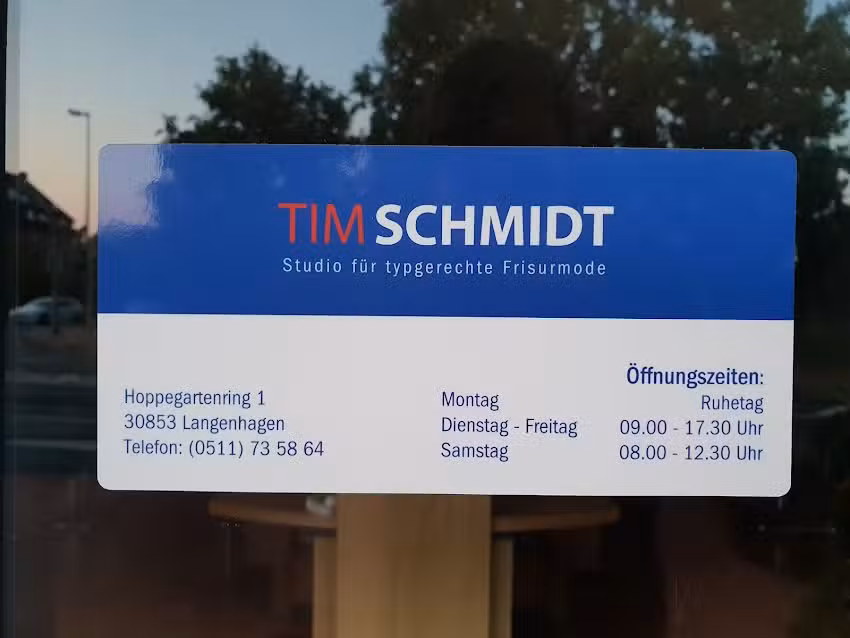 TIM SCHMIDT
Studio für typgerechte Frisurmode
Hoppegartenring 1
30853 Langenhagen
Telefon: (0511) 73 58 64
Öffnungszeiten:
Montag Ruhetag
Dienstag - Freitag 09.00 - 17.30 Uhr
Samstag 08.00 - 12.30 Uhr